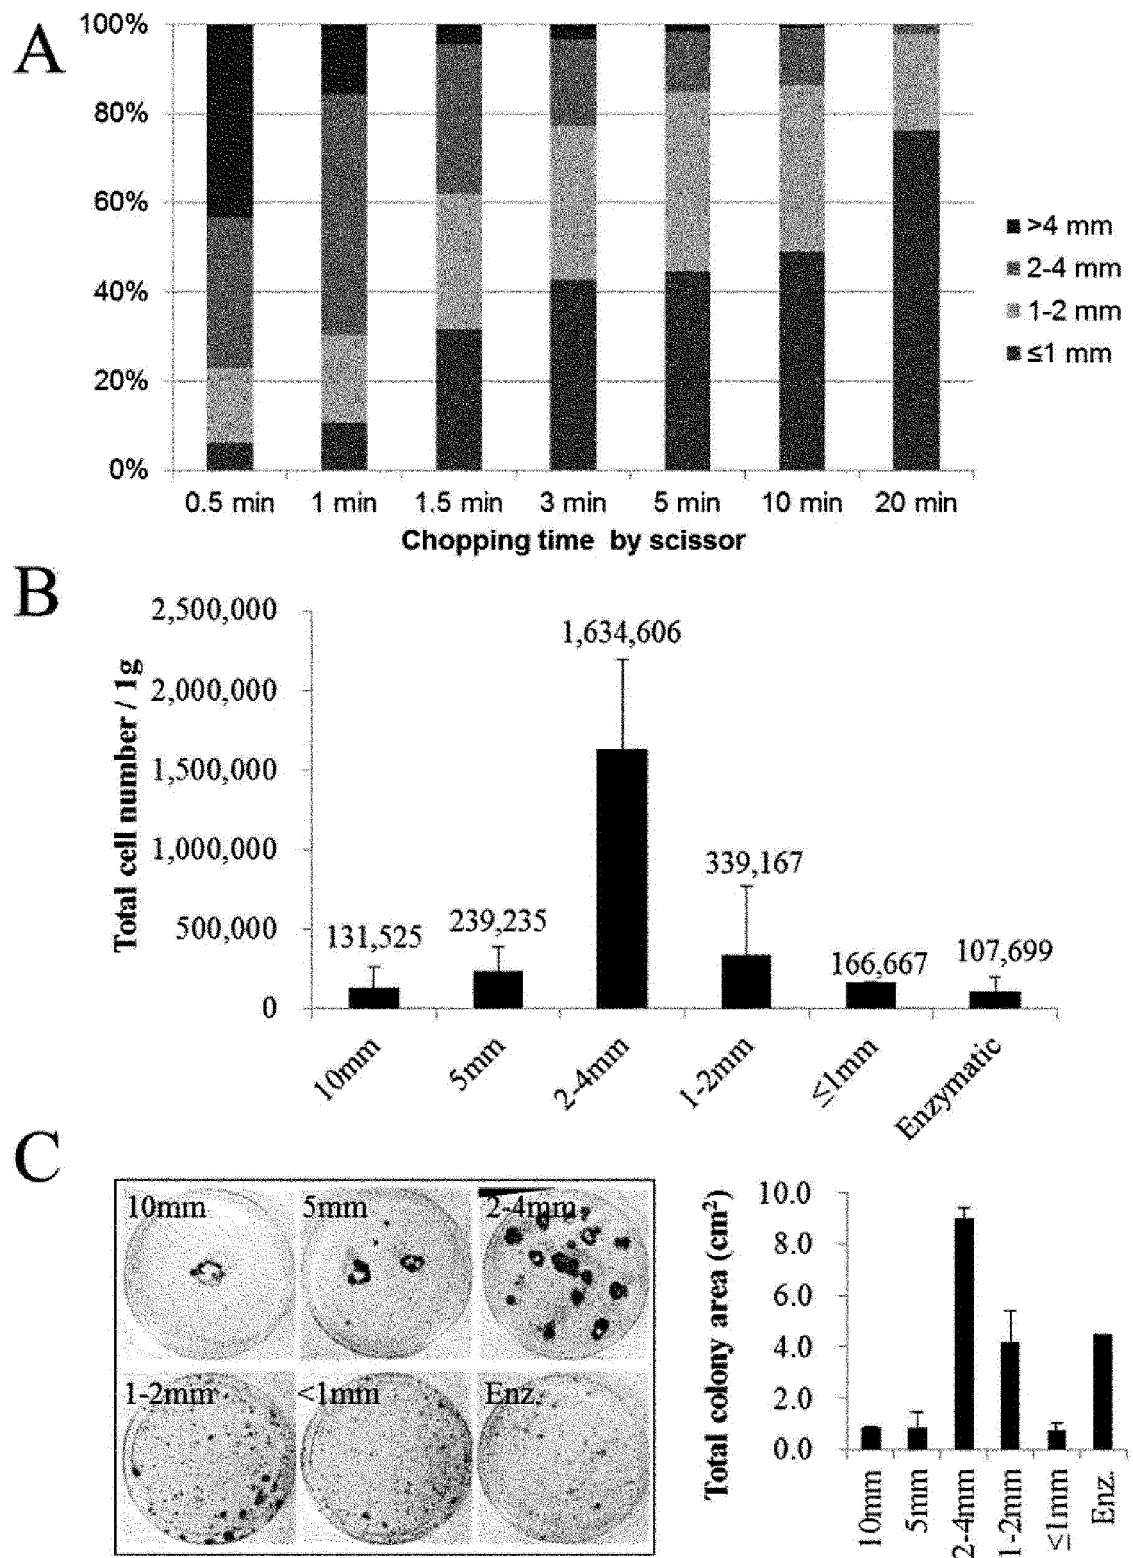 A
100%
80%
60%
40%
20%
0%
0.5 min 1 min 1.5 min 3 min 5 min 10 min 20 min
Chopping time by scissor
>4 mm
2-4 mm
1-2 mm
≤1 mm
B
Total cell number / 1g
2,500,000
2,000,000
1,500,000
1,000,000
500,000
0
131,525
239,235
1,634,606
339,167
166,667
107,699
10mm
5mm
2-4mm
1-2mm
≤1mm
Enzymatic
C
10mm 5mm 2-4mm
1-2mm <1mm Enz.
Total colony area (cm²)
10.0
8.0
6.0
4.0
2.0
0.0
10mm
5mm
2-4mm
1-2mm
≤1mm
Enz.